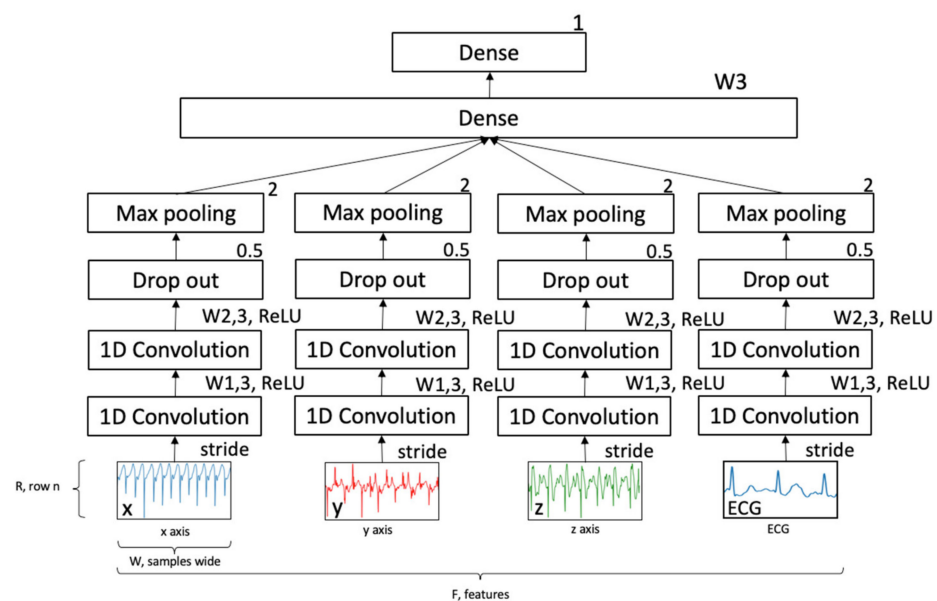 1
Dense
W3
Dense
2 2 2 2
Max pooling Max pooling Max pooling Max pooling
0.5 0.5 0.5 0.5
Drop out Drop out Drop out Drop out
W2,3, ReLU W2,3, ReLU W2,3, ReLU W2,3, ReLU
1D Convolution 1D Convolution 1D Convolution 1D Convolution
W1,3, ReLU W1,3, ReLU W1,3, ReLU W1,3, ReLU
1D Convolution 1D Convolution 1D Convolution 1D Convolution
stride stride stride stride
R, row n
x y z ECG
x axis y axis z axis ECG
W, samples wide
F, features